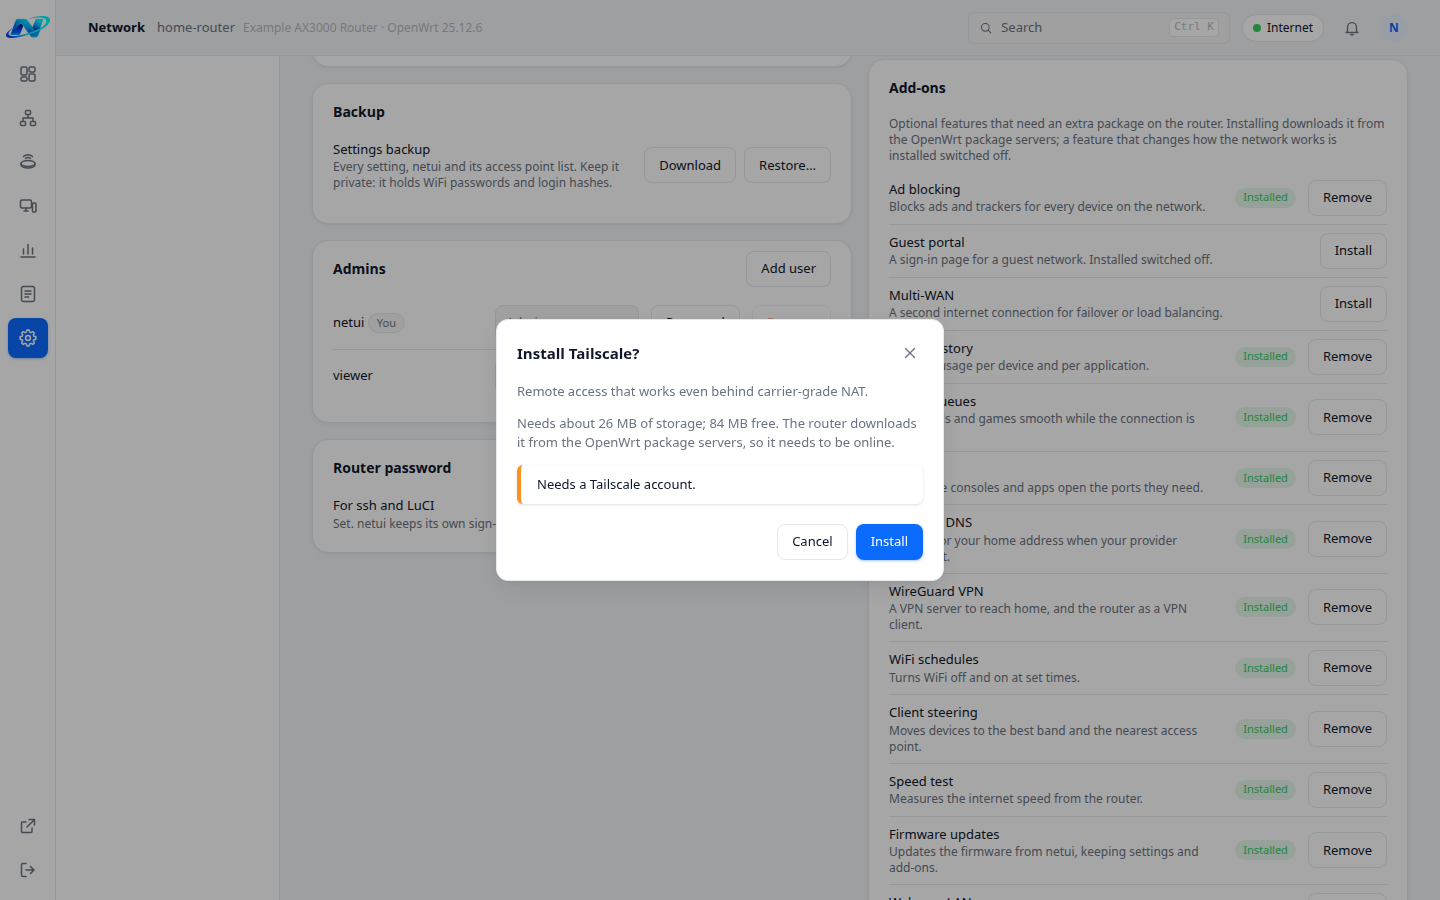 Network home-router Example AX3000 Router · OpenWrt 25.12.6
Search Ctrl K
Internet
N
Backup
Settings backup
Every setting, netui and its access point list. Keep it
private: it holds WiFi passwords and login hashes.
Download
Restore...
Admins
Add user
netui You
viewer
Router password
For ssh and LuCI
Set. netui keeps its own sign-
Install Tailscale?
Remote access that works even behind carrier-grade NAT.
Needs about 26 MB of storage; 84 MB free. The router downloads
it from the OpenWrt package servers, so it needs to be online.
Needs a Tailscale account.
Cancel
Install
Add-ons
Optional features that need an extra package on the router. Installing downloads it from
the OpenWrt package servers; a feature that changes how the network works is
installed switched off.
Ad blocking
Blocks ads and trackers for every device on the network.
Installed
Remove
Guest portal
A sign-in page for a guest network. Installed switched off.
Install
Multi-WAN
A second internet connection for failover or load balancing.
Install
story
usage per device and per application.
Installed
Remove
ueues
s and games smooth while the connection is
Installed
Remove
e consoles and apps open the ports they need.
Installed
Remove
DNS
or your home address when your provider
t.
Installed
Remove
WireGuard VPN
A VPN server to reach home, and the router as a VPN
client.
Installed
Remove
WiFi schedules
Turns WiFi off and on at set times.
Installed
Remove
Client steering
Moves devices to the best band and the nearest access
point.
Installed
Remove
Speed test
Measures the internet speed from the router.
Installed
Remove
Firmware updates
Updates the firmware from netui, keeping settings and
add-ons.
Installed
Remove